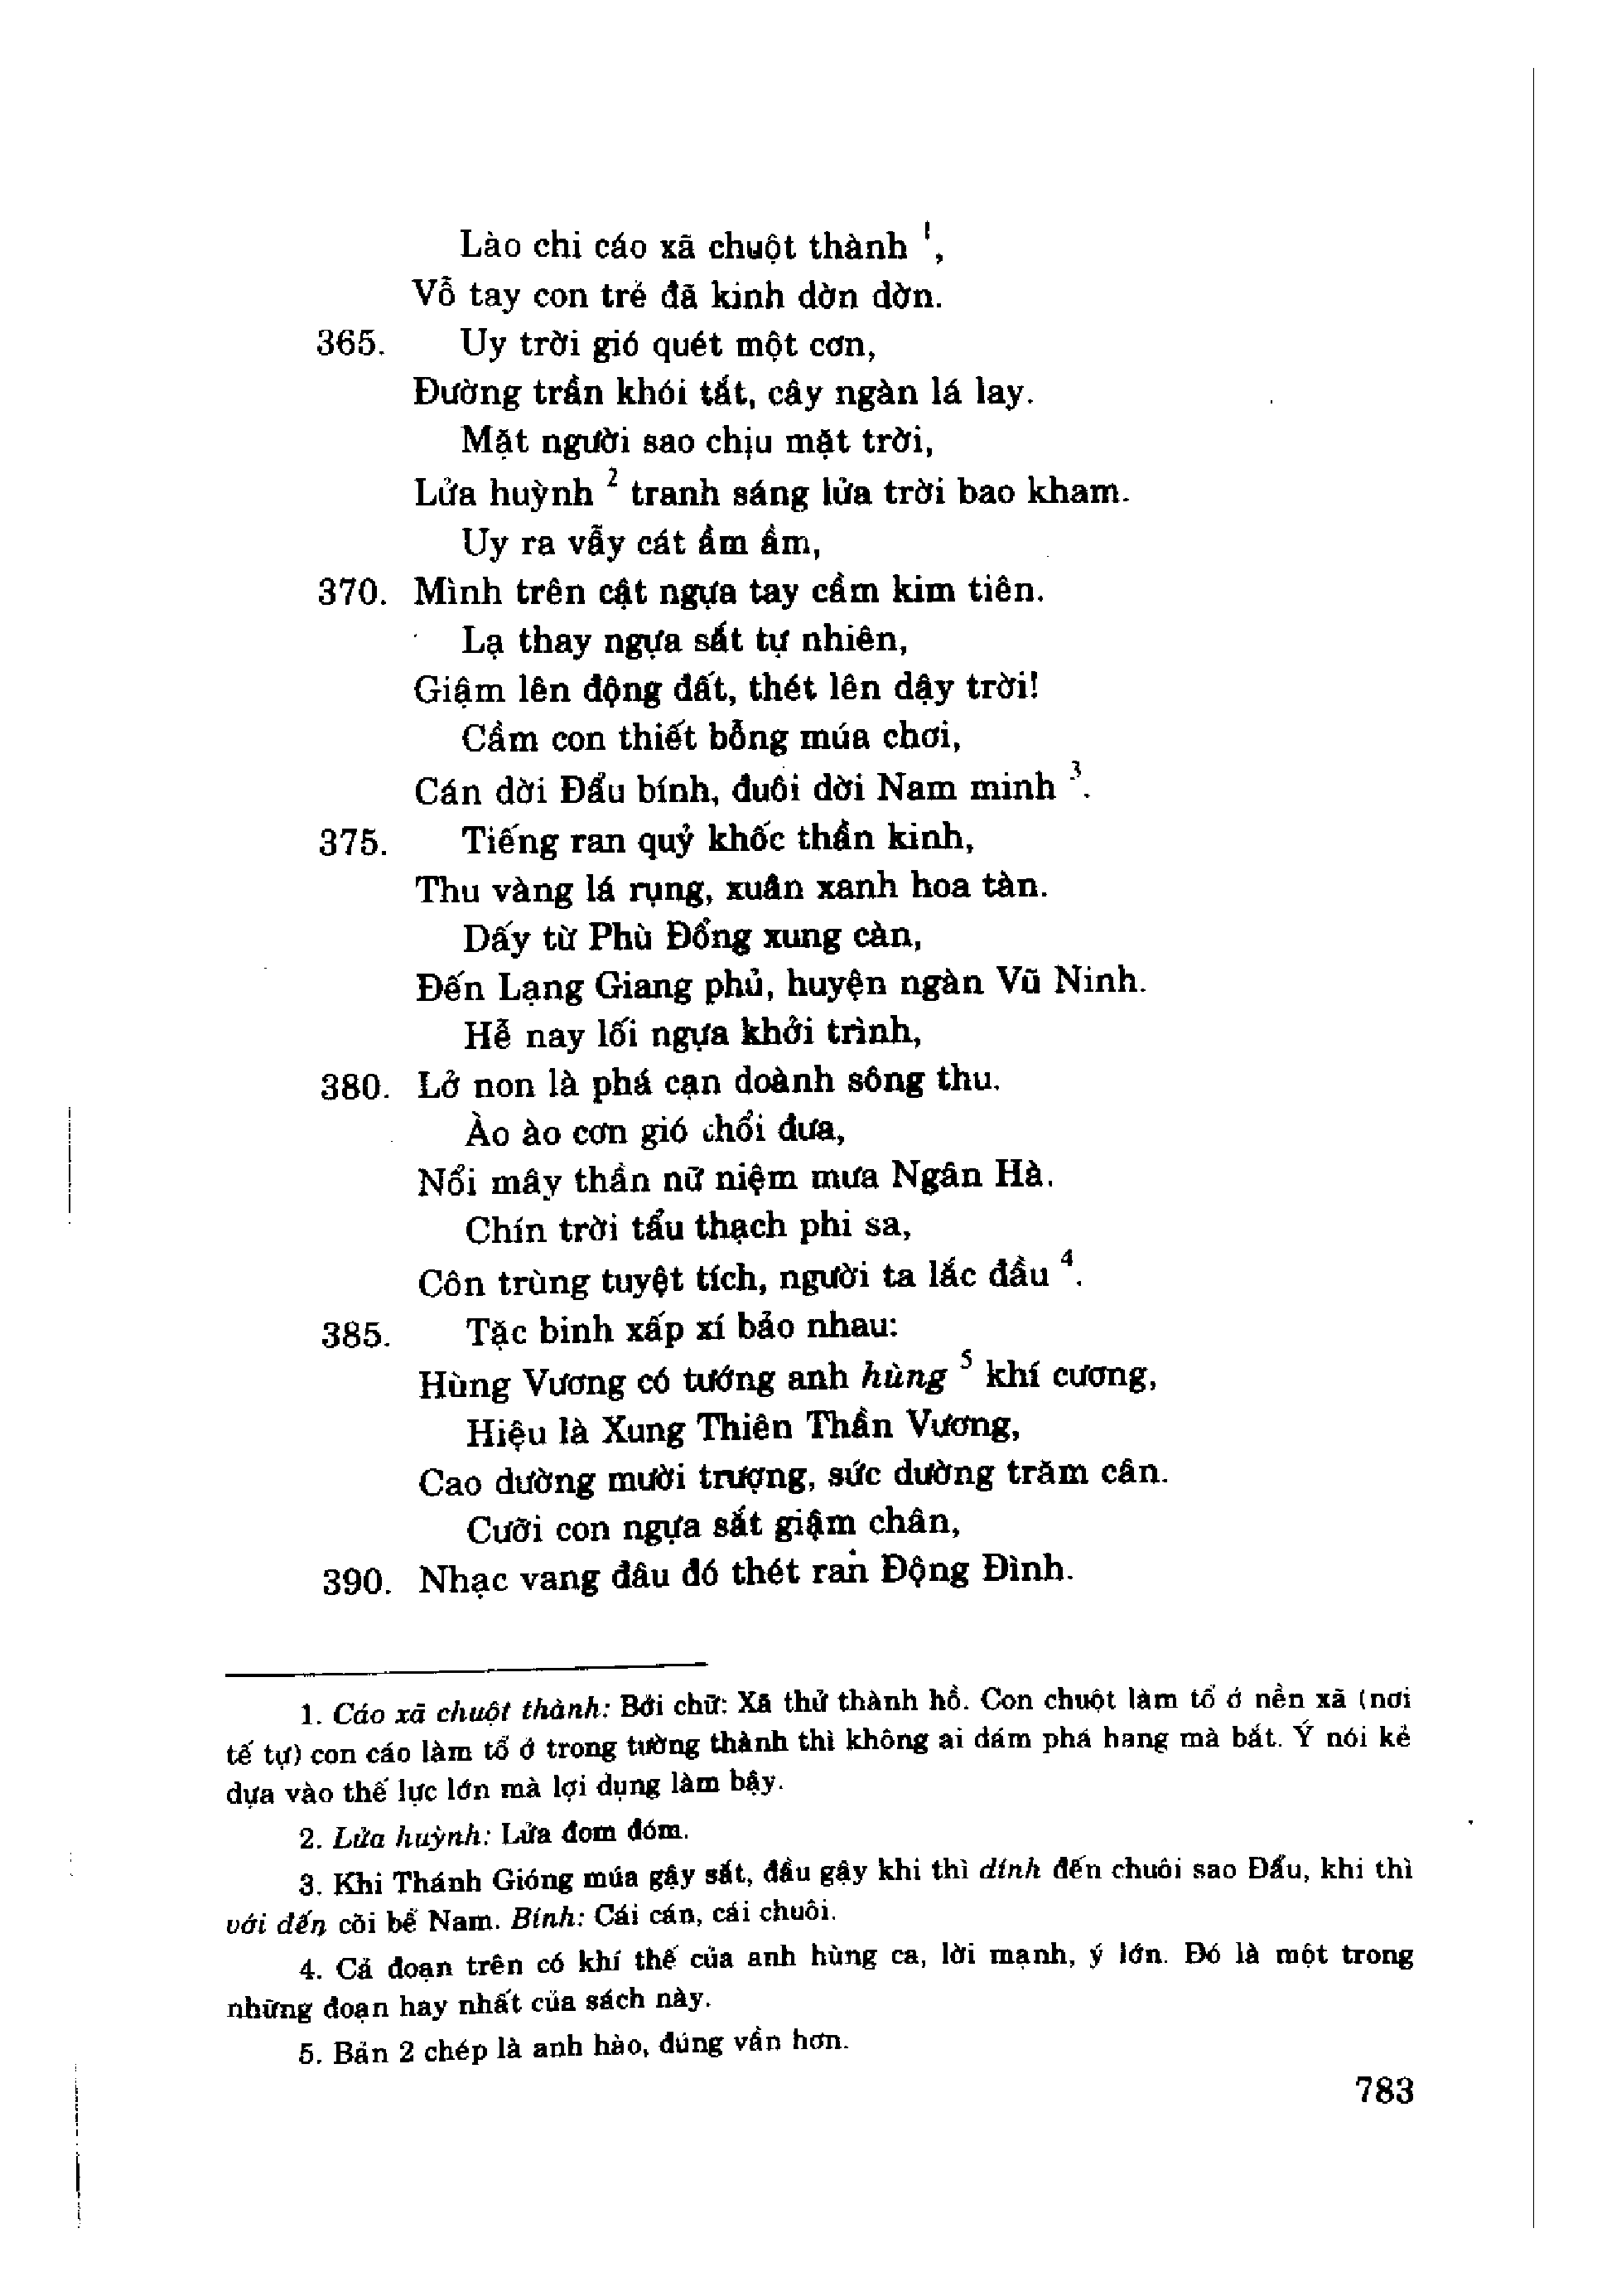 Lào chi cáo xã chuột thành ¹,
Vỗ tay con trẻ đã kinh dờn dờn.
365. Uy trời gió quét một cơn,
Đường trần khói tắt, cây ngàn lá lay.
Mặt người sao chịu mặt trời,
Lửa huỳnh ² tranh sáng lửa trời bao kham.
Uy ra vẫy cát ầm ầm,
370. Mình trên cật ngựa tay cầm kim tiên.
Lạ thay ngựa sắt tự nhiên,
Giậm lên động đất, thét lên dậy trời!
Cầm con thiết bổng múa chơi,
Cán dời Đẩu bính, đuôi dời Nam minh ³.
375. Tiếng ran quỷ khốc thần kinh,
Thu vàng lá rụng, xuân xanh hoa tàn.
Dấy từ Phù Đổng xung càn,
Đến Lạng Giang phủ, huyện ngàn Vũ Ninh.
Hễ nay lối ngựa khởi trình,
380. Lở non là phá cạn doành sông thu.
Ào ào cơn gió chổi đưa,
Nổi mây thần nữ niệm mưa Ngân Hà.
Chín trời tẩu thạch phi sa,
Côn trùng tuyệt tích, người ta lắc đầu ⁴.
385. Tặc binh xấp xí bảo nhau:
Hùng Vương có tướng anh hùng ⁵ khí cương,
Hiệu là Xung Thiên Thần Vương,
Cao dường mười trượng, sức dường trăm cân.
Cưỡi con ngựa sắt giậm chân,
390. Nhạc vang đâu đó thét ran Động Đình.
1. Cáo xã chuột thành: Bởi chữ: Xã thử thành hồ. Con chuột làm tổ ở nền xã (nơi
tế tự) con cáo làm tổ ở trong tường thành thì không ai dám phá hang mà bắt. Ý nói kẻ
dựa vào thế lực lớn mà lợi dụng làm bậy.
2. Lửa huỳnh: Lửa đom đóm.
3. Khi Thánh Gióng múa gậy sắt, đầu gậy khi thì dính đến chuôi sao Đẩu, khi thì
với đến cõi bể Nam. Bính: Cái cán, cái chuôi.
4. Cả đoạn trên có khí thế của anh hùng ca, lời mạnh, ý lớn. Đó là một trong
những đoạn hay nhất của sách này.
5. Bản 2 chép là anh hào, đúng vần hơn.
783